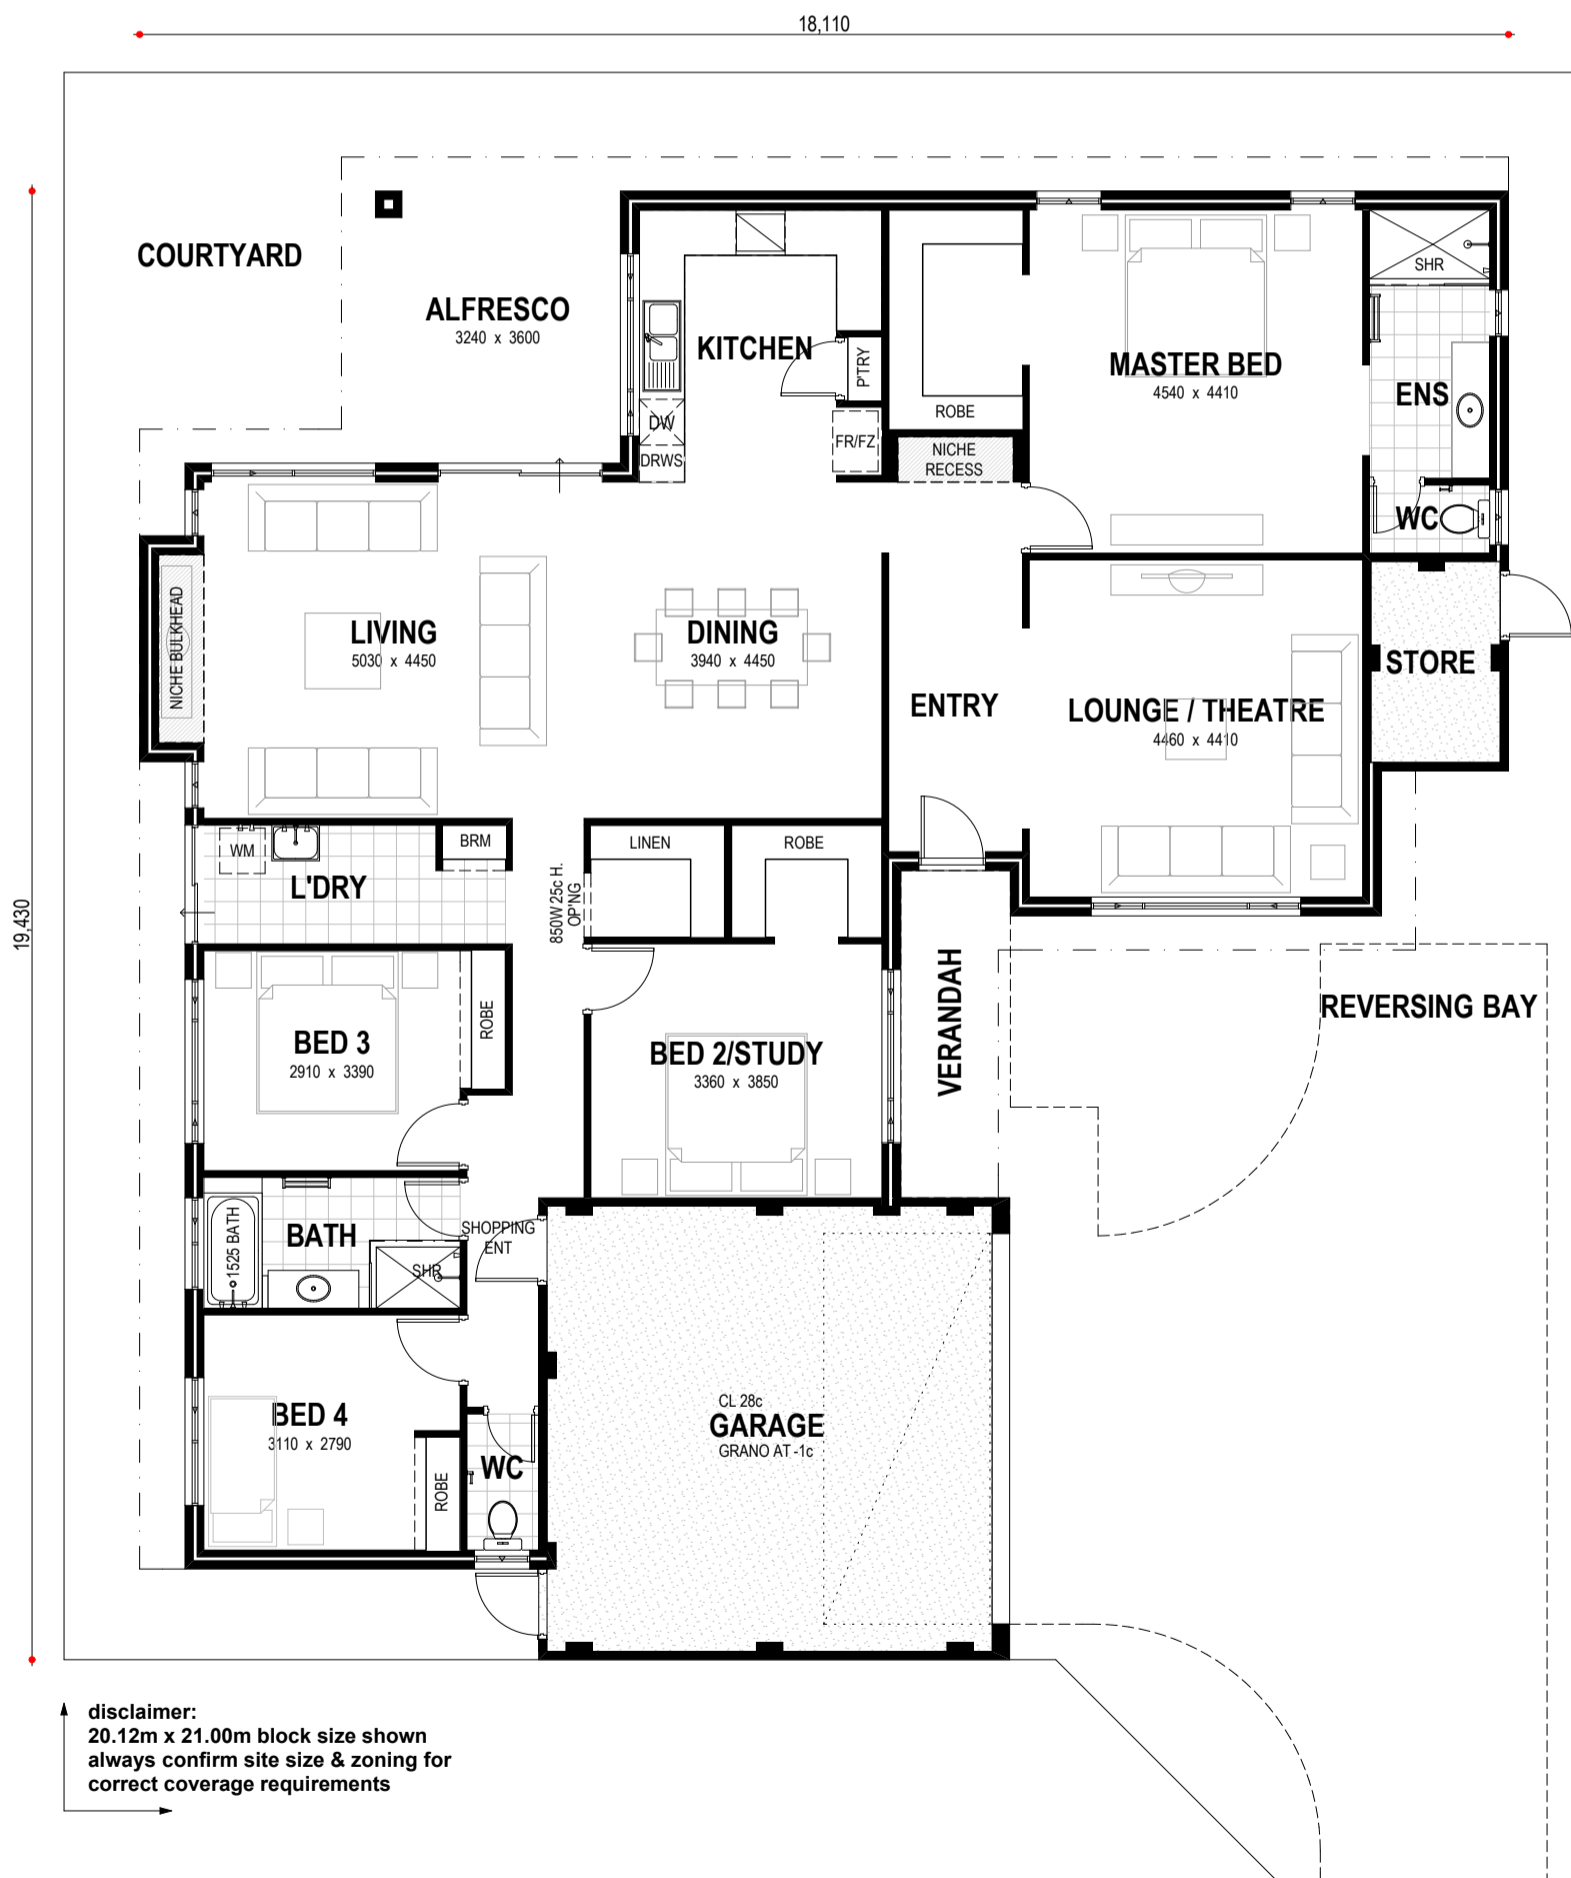 18,110
COURTYARD
ALFRESCO
3240 x 3600
KITCHEN
P'TRY
DW
DRWS
FR/FZ
ROBE
NICHE
RECESS
MASTER BED
4540 x 4410
SHR
ENS
WC
NICHE BULKHEAD
LIVING
5030 x 4450
DINING
3940 x 4450
ENTRY
LOUNGE / THEATRE
4460 x 4410
STORE
WM
BRM
L'DRY
850W 25c H.
OP'NG
LINEN
ROBE
19,430
BED 3
2910 x 3390
ROBE
BED 2/STUDY
3360 x 3850
VERANDAH
REVERSING BAY
1525 BATH
BATH
SHR
SHOPPING
ENT
BED 4
3110 x 2790
ROBE
WC
CL 28c
GARAGE
GRANO AT -1c
disclaimer:
20.12m x 21.00m block size shown
always confirm site size & zoning for
correct coverage requirements